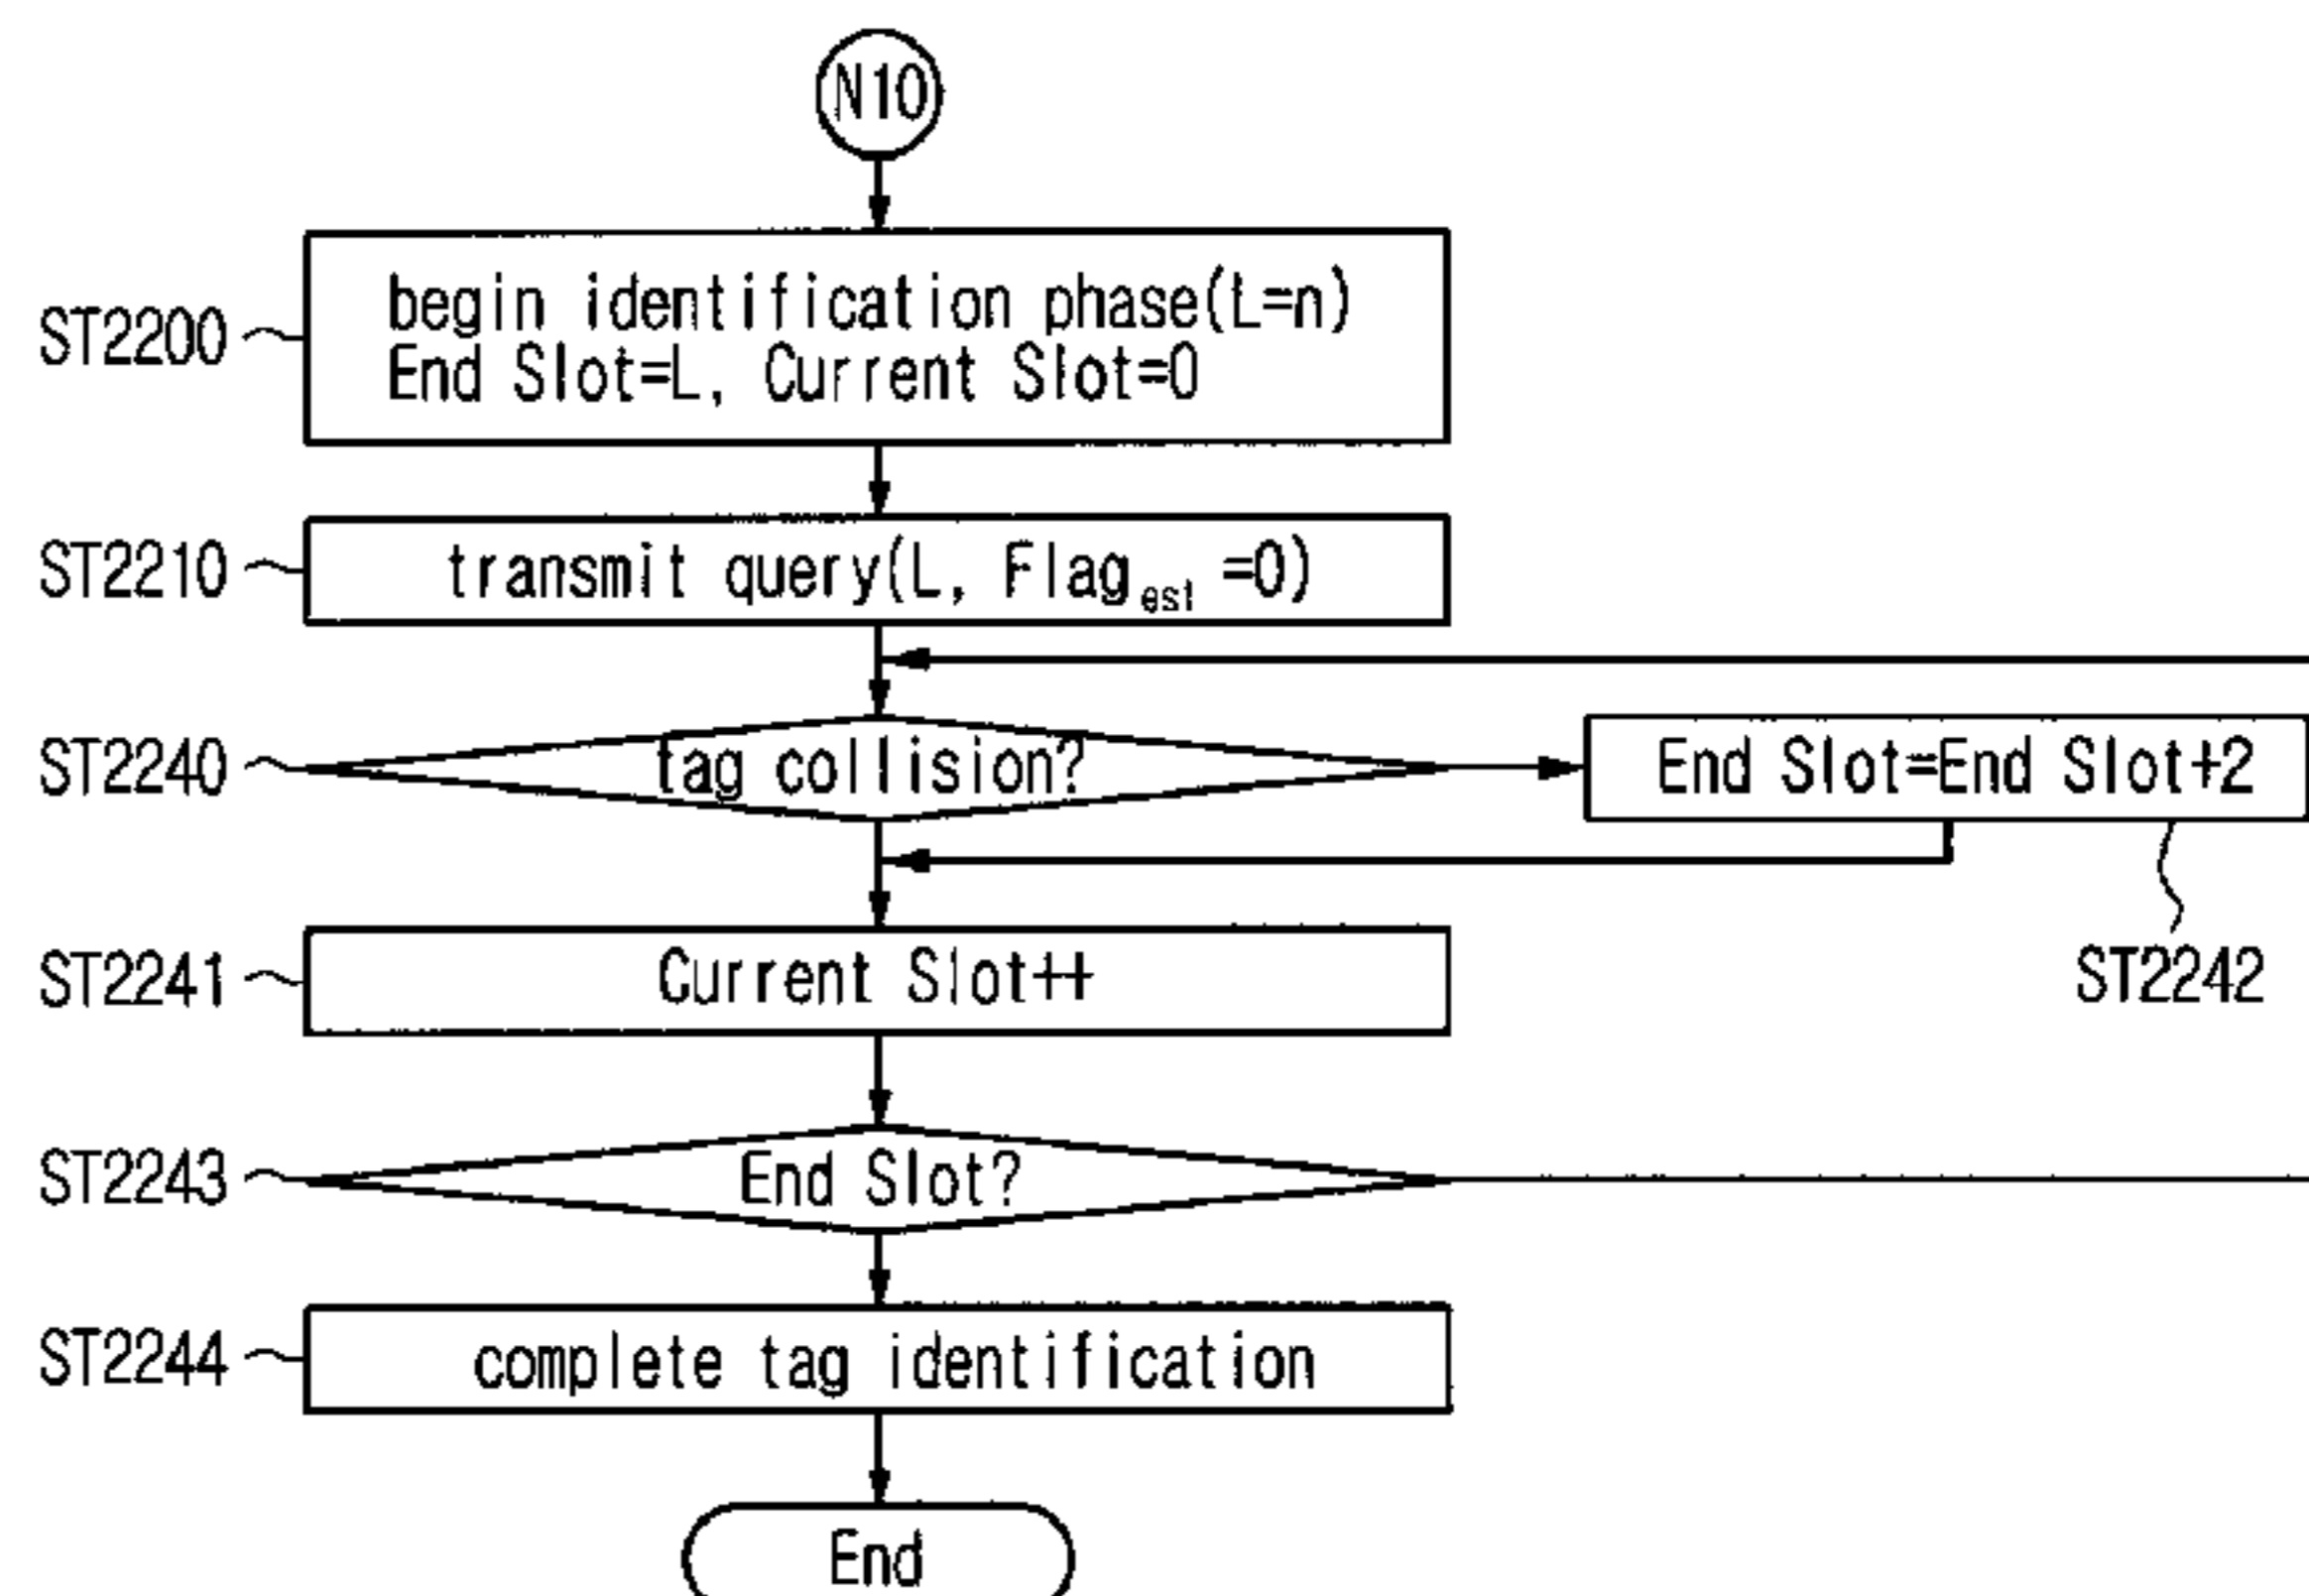 N10
ST2200
begin identification phase(L=n)
End Slot=L, Current Slot=0
ST2210
transmit query(L, Flagest =0)
ST2240
tag collision?
End Slot=End Slot+2
ST2241
Current Slot++
ST2242
ST2243
End Slot?
ST2244
complete tag identification
End